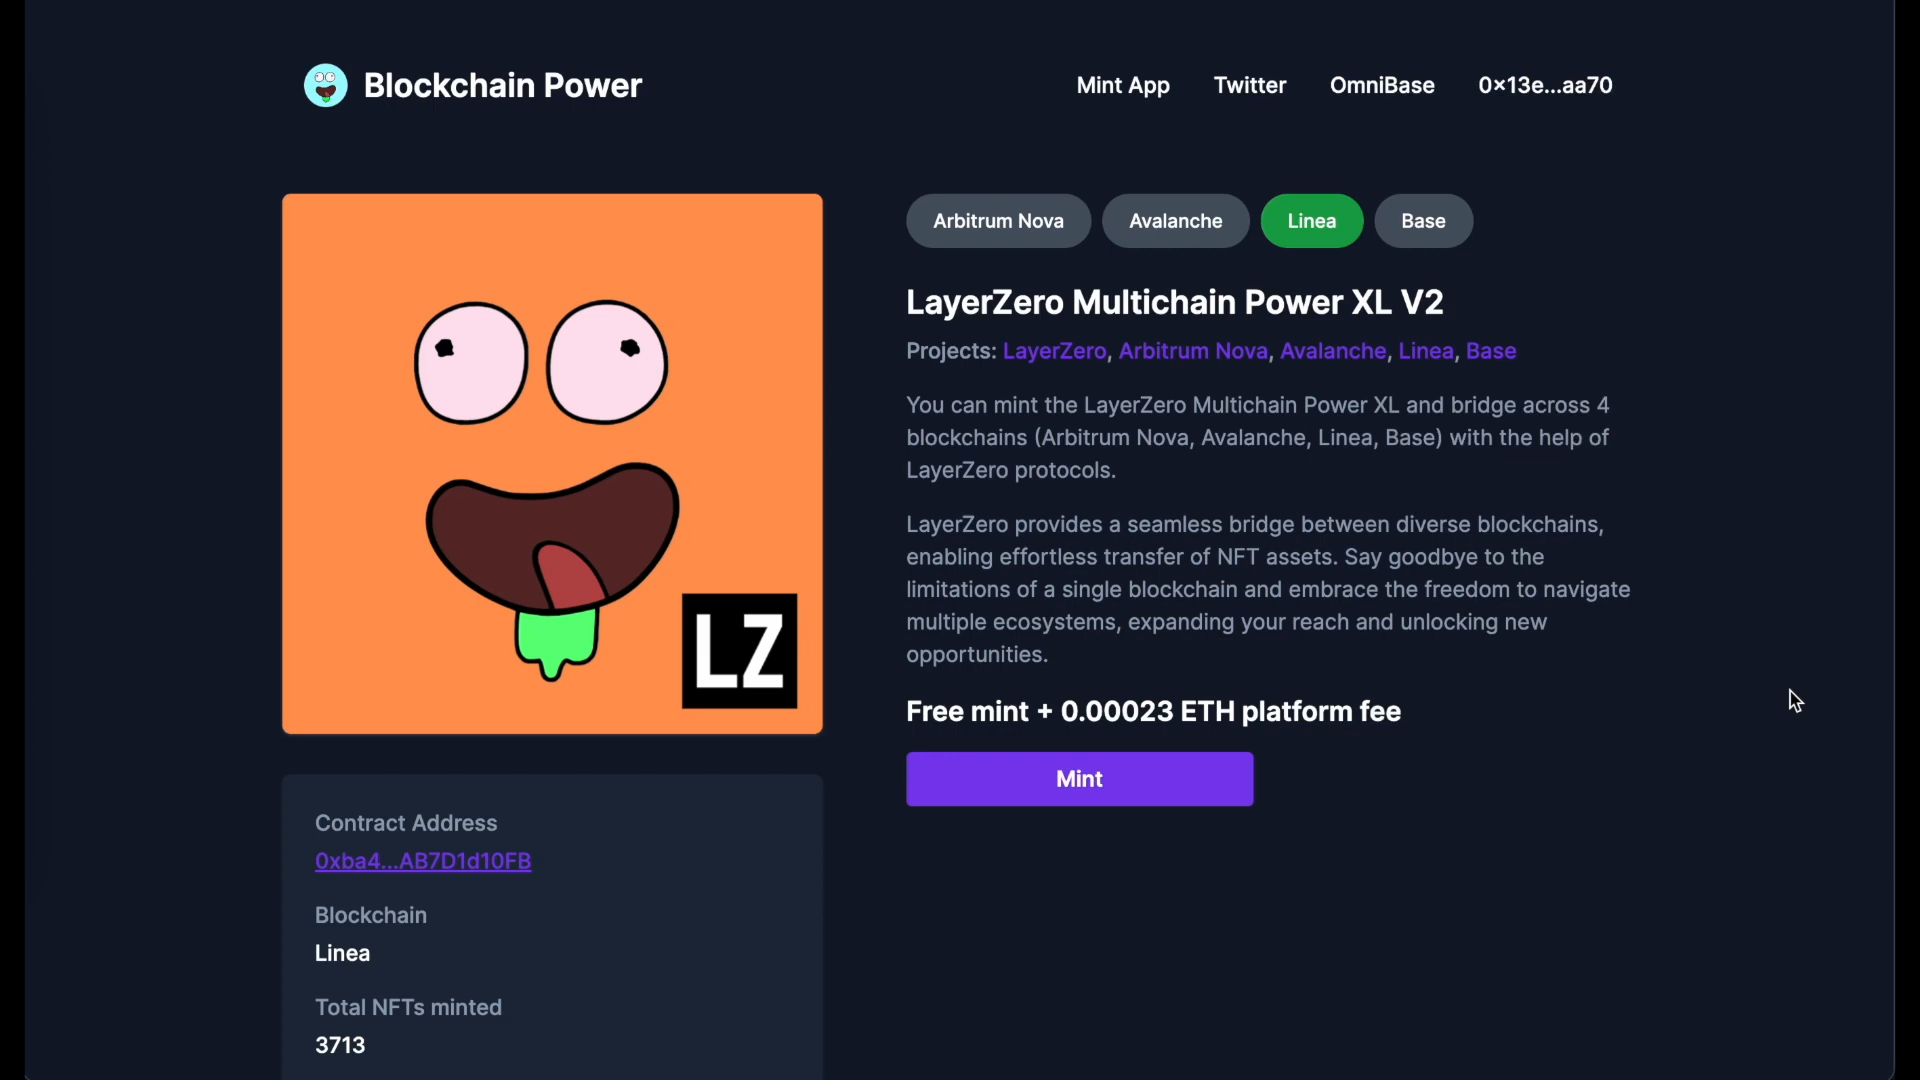 Blockchain Power
Mint App
Twitter
OmniBase
0×13e...aa70
Arbitrum Nova
Avalanche
Linea
Base
LayerZero Multichain Power XL V2
Projects: LayerZero, Arbitrum Nova, Avalanche, Linea, Base
You can mint the LayerZero Multichain Power XL and bridge across 4
blockchains (Arbitrum Nova, Avalanche, Linea, Base) with the help of
LayerZero protocols.
LayerZero provides a seamless bridge between diverse blockchains,
enabling effortless transfer of NFT assets. Say goodbye to the
limitations of a single blockchain and embrace the freedom to navigate
multiple ecosystems, expanding your reach and unlocking new
opportunities.
Free mint + 0.00023 ETH platform fee
Mint
LZ
Contract Address
0xba4...AB7D1d10FB
Blockchain
Linea
Total NFTs minted
3713